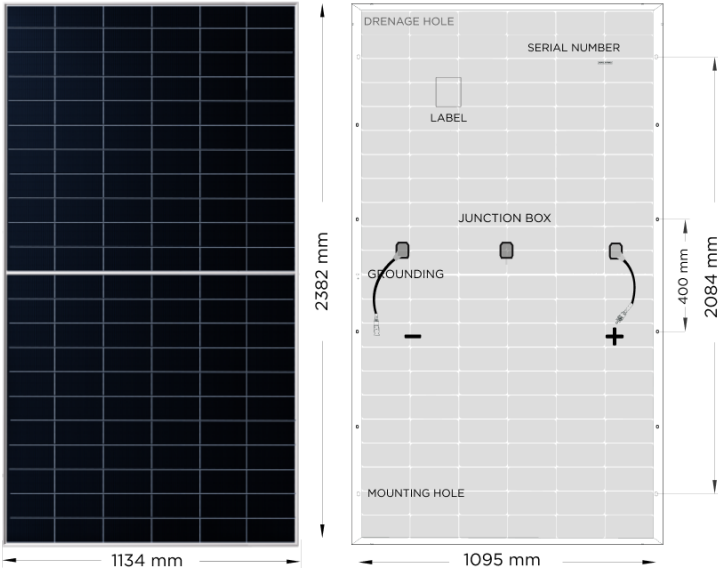 DRENAGE HOLE
SERIAL NUMBER
LABEL
JUNCTION BOX
GROUNDING
2382 mm
400 mm
2084 mm
MOUNTING HOLE
1134 mm
1095 mm